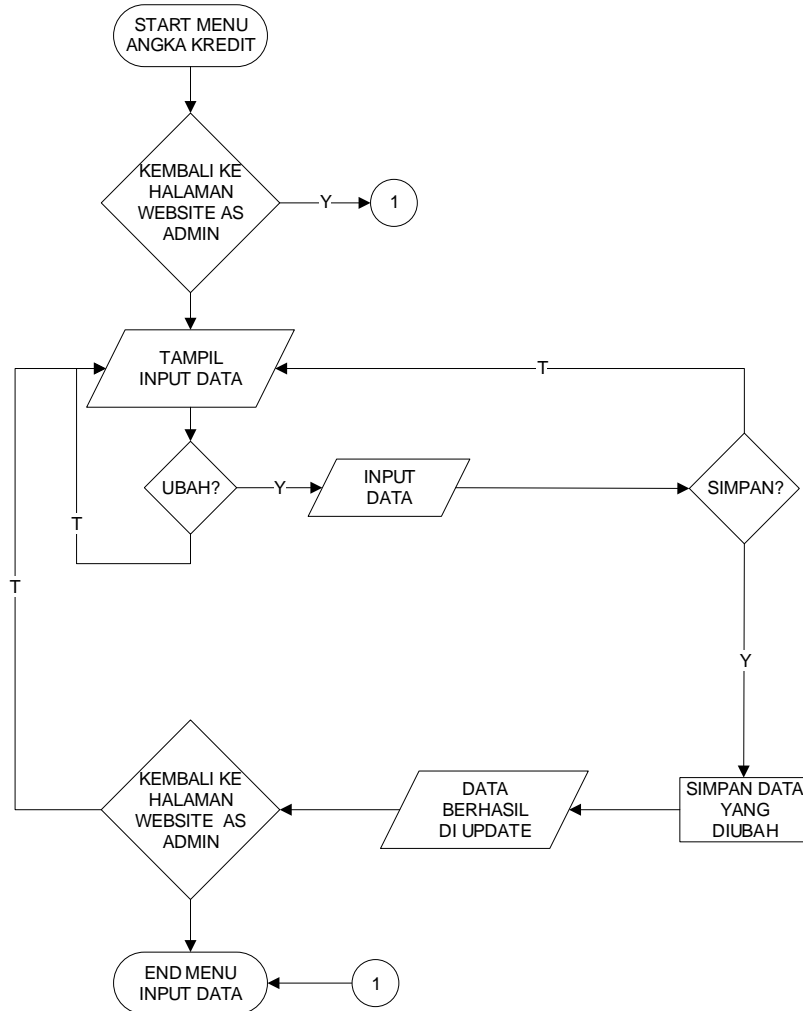 START MENU
ANGKA KREDIT
KEMBALI KE
HALAMAN
WEBSITE AS
ADMIN
Y
1
TAMPIL
INPUT DATA
T
UBAH?
Y
INPUT
DATA
SIMPAN?
T
T
Y
KEMBALI KE
HALAMAN
WEBSITE AS
ADMIN
DATA
BERHASIL
DI UPDATE
SIMPAN DATA
YANG
DIUBAH
END MENU
INPUT DATA
1